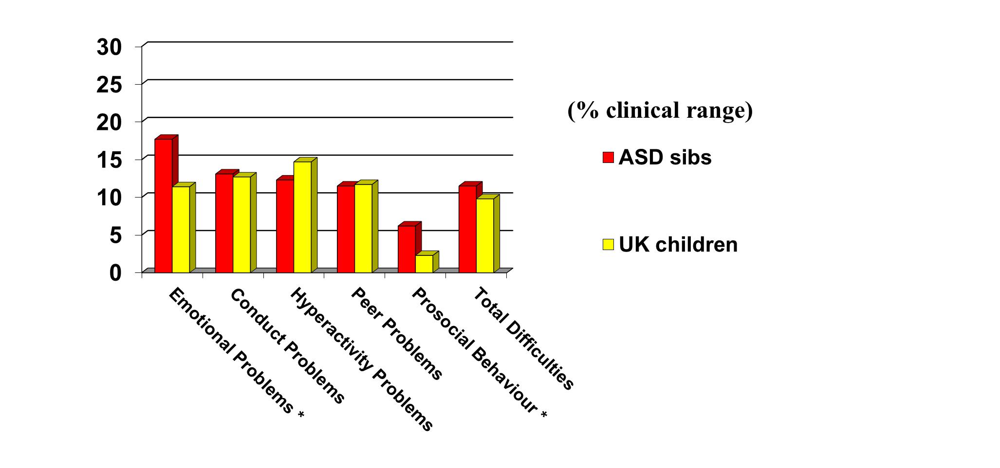 30
25
20
15
10
5
0
(% clinical range)
ASD sibs
UK children
Emotional Problems *
Conduct Problems
Hyperactivity Problems
Peer Problems
Prosocial Behaviour *
Total Difficulties